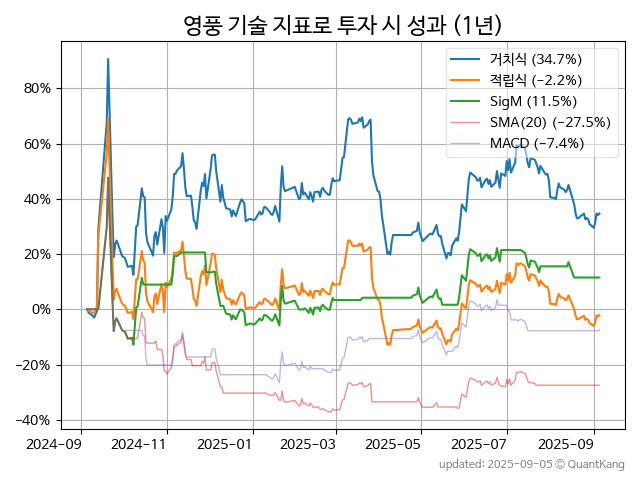 영풍 기술 지표로 투자 시 성과 (1년)
거치식 (34.7%)
적립식 (−2.2%)
SigM (11.5%)
SMA(20) (−27.5%)
MACD (−7.4%)
80%
60%
40%
20%
0%
−20%
−40%
2024-09 2024-11 2025-01 2025-03 2025-05 2025-07 2025-09
updated: 2025-09-05 ⓒ QuantKang